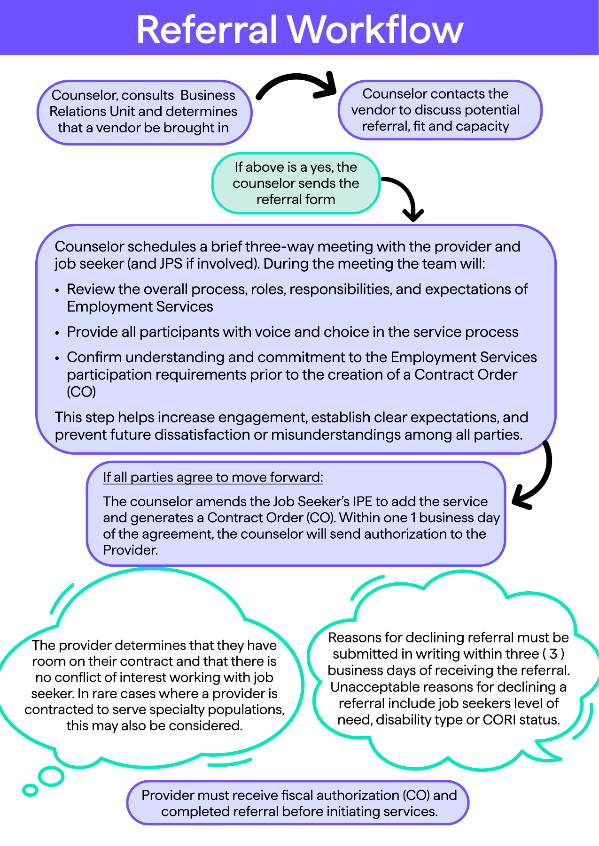 Referral Workflow
Counselor, consults Business
Relations Unit and determines
that a vendor be brought in
Counselor contacts the
vendor to discuss potential
referral, fit and capacity
If above is a yes, the
counselor sends the
referral form
Counselor schedules a brief three-way meeting with the provider and
job seeker (and JPS if involved). During the meeting the team will:
• Review the overall process, roles, responsibilities, and expectations of
Employment Services
• Provide all participants with voice and choice in the service process
• Confirm understanding and commitment to the Employment Services
participation requirements prior to the creation of a Contract Order
(CO)
This step helps increase engagement, establish clear expectations, and
prevent future dissatisfaction or misunderstandings among all parties.
If all parties agree to move forward:
The counselor amends the Job Seeker's IPE to add the service
and generates a Contract Order (CO). Within one 1 business day
of the agreement, the counselor will send authorization to the
Provider.
The provider determines that they have
room on their contract and that there is
no conflict of interest working with job
seeker. In rare cases where a provider is
contracted to serve specialty populations,
this may also be considered.
Reasons for declining referral must be
submitted in writing within three ( 3 )
business days of receiving the referral.
Unacceptable reasons for declining a
referral include job seekers level of
need, disability type or CORI status.
Provider must receive fiscal authorization (CO) and
completed referral before initiating services.